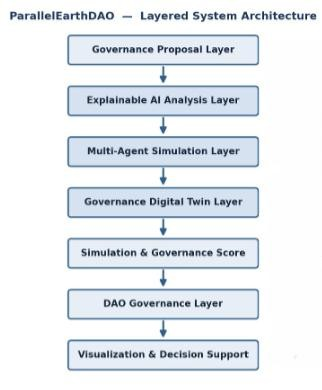 ParallelEarthDAO — Layered System Architecture
Governance Proposal Layer
Explainable AI Analysis Layer
Multi-Agent Simulation Layer
Governance Digital Twin Layer
Simulation & Governance Score
DAO Governance Layer
Visualization & Decision Support